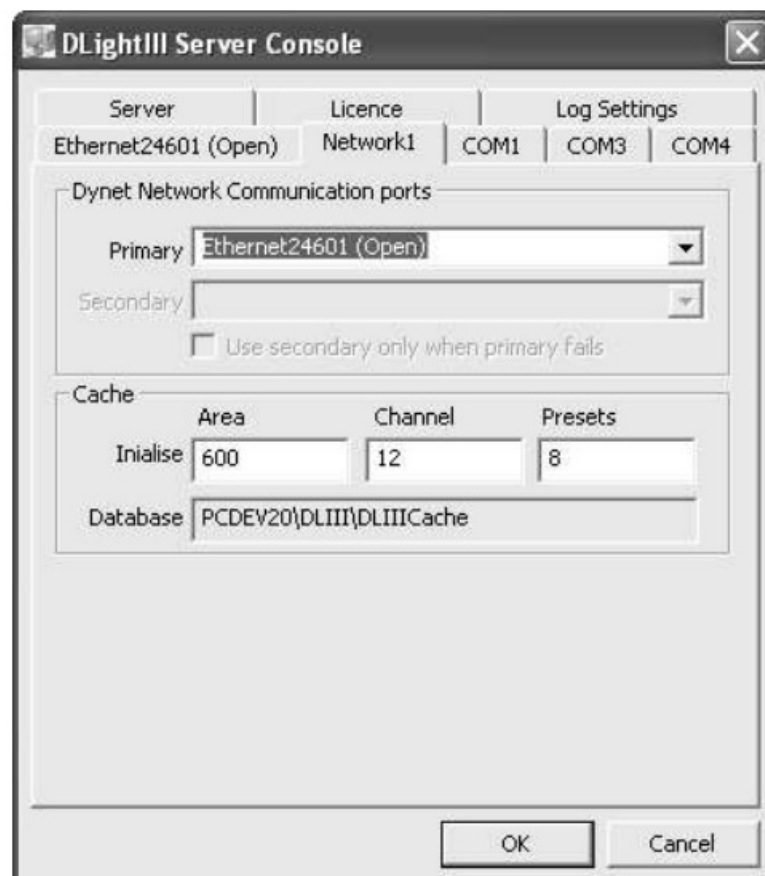 DLightIII Server Console
Server Licence Log Settings
Ethernet24601 (Open) Network1 COM1 COM3 COM4
Dynet Network Communication ports
Primary Ethernet24601 (Open)
Secondary
Use secondary only when primary fails
Cache
Area Channel Presets
Inialise 600 12 8
Database PCDEV20\DLIII\DLIIICache
OK Cancel